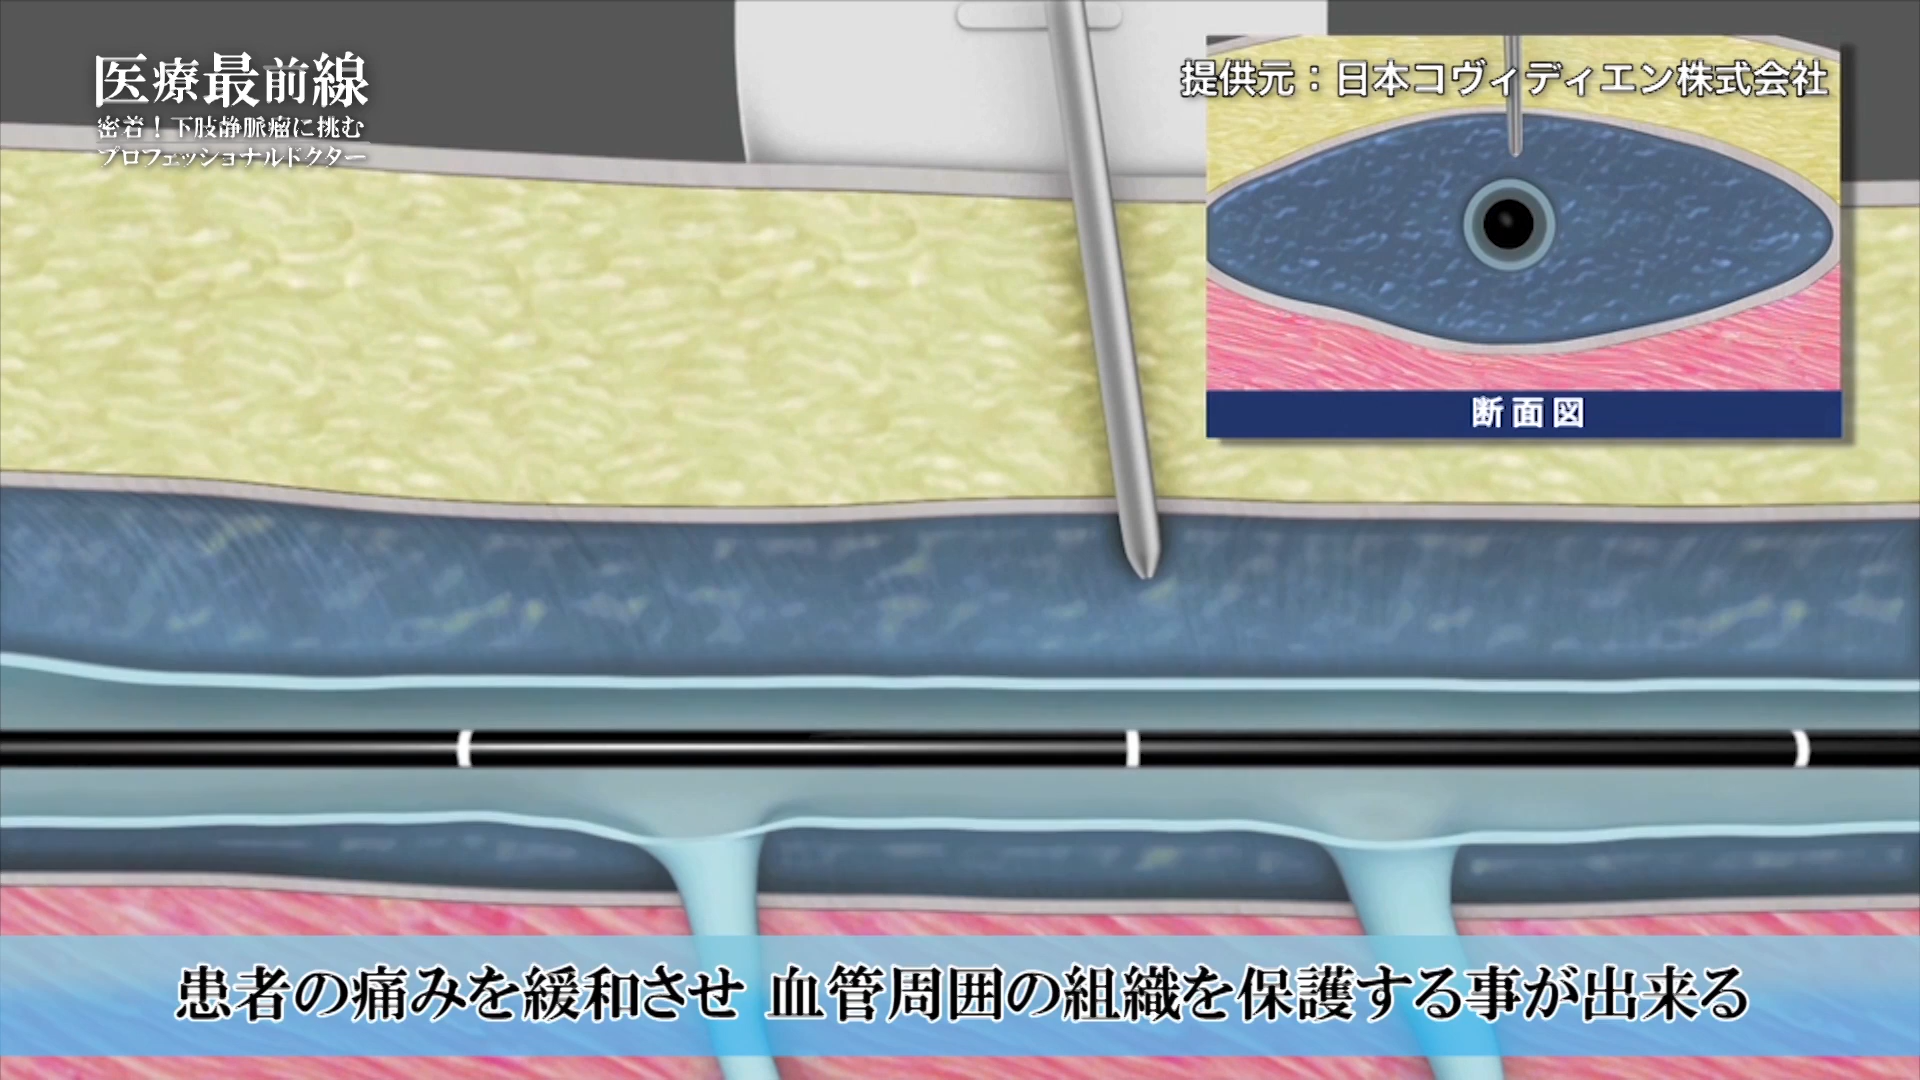 医療最前線
密着！下肢静脈瘤に挑む
プロフェッショナルドクター
提供元：日本コヴィディエン株式会社
断面図
患者の痛みを緩和させ 血管周囲の組織を保護する事が出来る